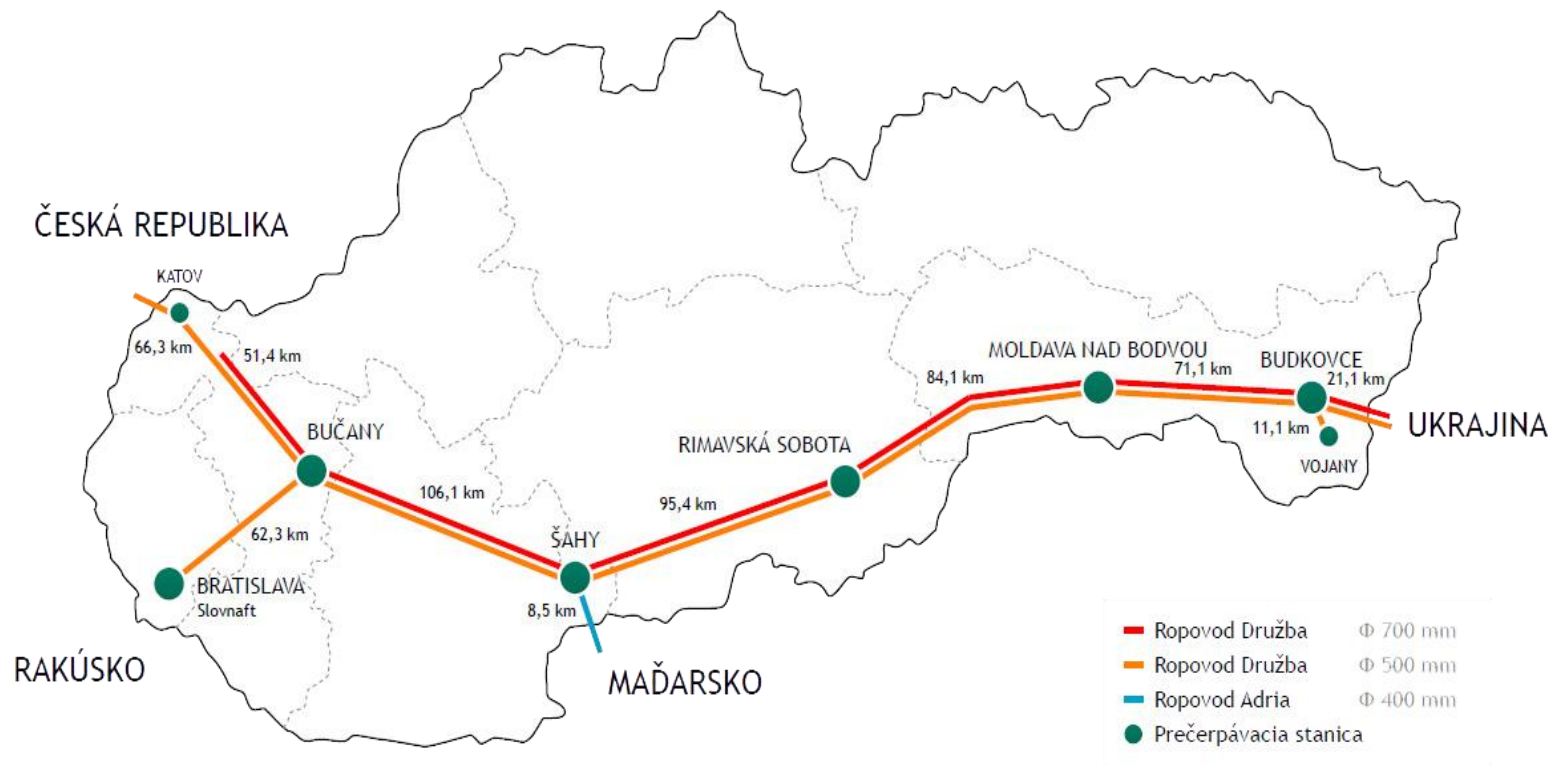 ČESKÁ REPUBLIKA
KATOV
66,3 km
51,4 km
MOLDAVA NAD BODVOU
BUDKOVCE
84,1 km
71,1 km
21,1 km
UKRAJINA
BUČANY
RIMAVSKÁ SOBOTA
11,1 km
VOJANY
106,1 km
95,4 km
62,3 km
ŠAHY
BRATISLAVA
Slovnaft
8,5 km
RAKÚSKO
MAĎARSKO
Ropovod Družba Φ 700 mm
Ropovod Družba Φ 500 mm
Ropovod Adria Φ 400 mm
Prečerpávacia stanica